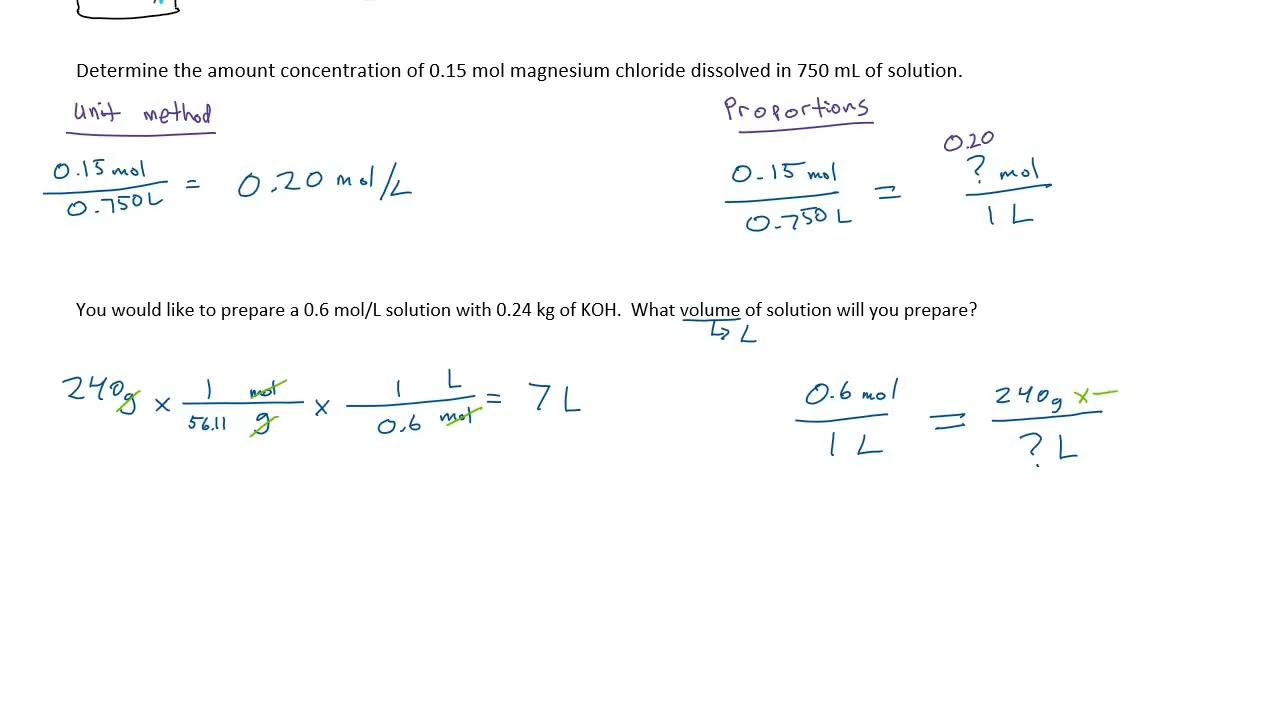 Determine the amount concentration of 0.15 mol magnesium chloride dissolved in 750 mL of solution.
Unit method
0.15 mol
0.750L
= 0.20 mol/L
Proportions
0.20
0.15 mol
0.750 L
=
? mol
1 L
You would like to prepare a 0.6 mol/L solution with 0.24 kg of KOH. What volume of solution will you prepare?
↳ L
240g × 1 mol / 56.11 g × 1 L / 0.6 mol = 7 L
0.6 mol
1 L
=
240g ×
? L